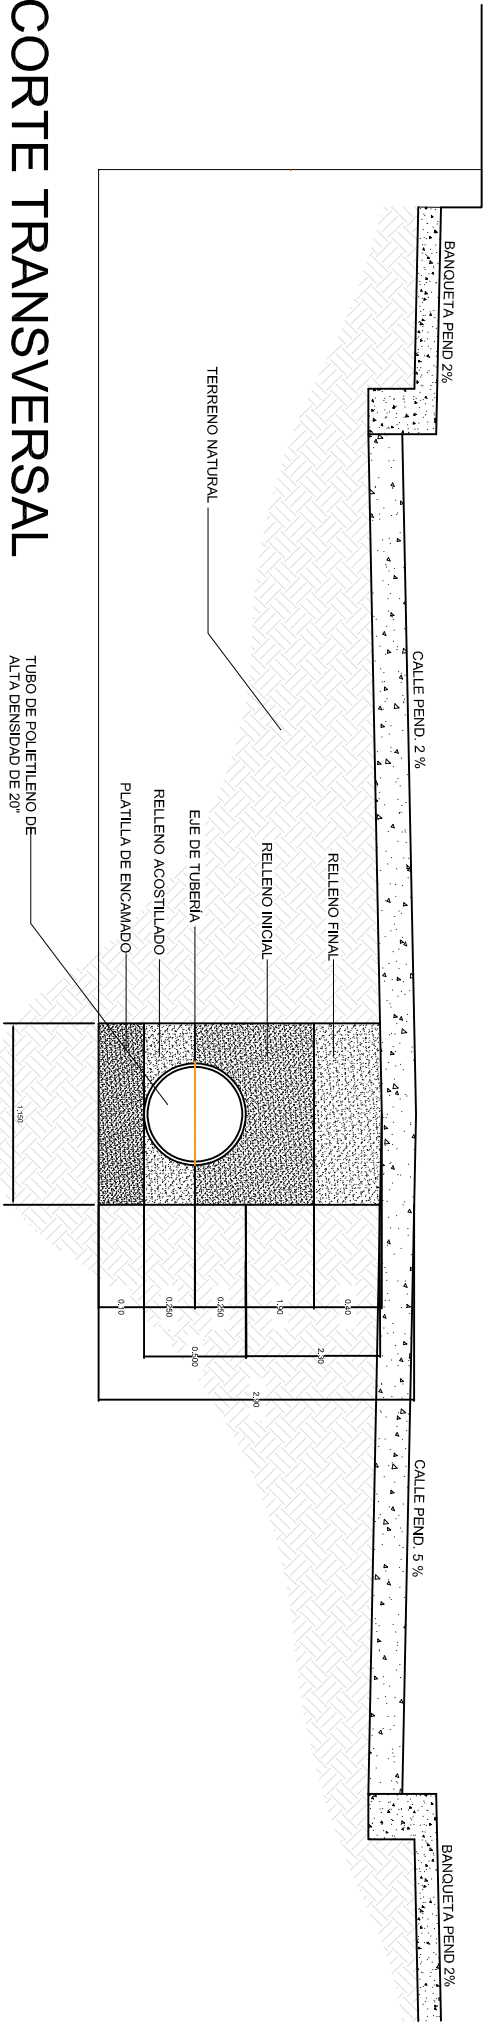 BANQUETA PEND 2%
CALLE PEND. 2 %
CALLE PEND. 5 %
BANQUETA PEND 2%
TERRENO NATURAL
RELLENO FINAL
RELLENO INICIAL
EJE DE TUBERÍA
RELLENO ACOSTILLADO
PLATILLA DE ENCAMADO
TUBO DE POLIETILENO DE
ALTA DENSIDAD DE 20"
0.40
1.90
0.250
0.250
0.10
2.30
0.500
2.90
1.150
CORTE TRANSVERSAL